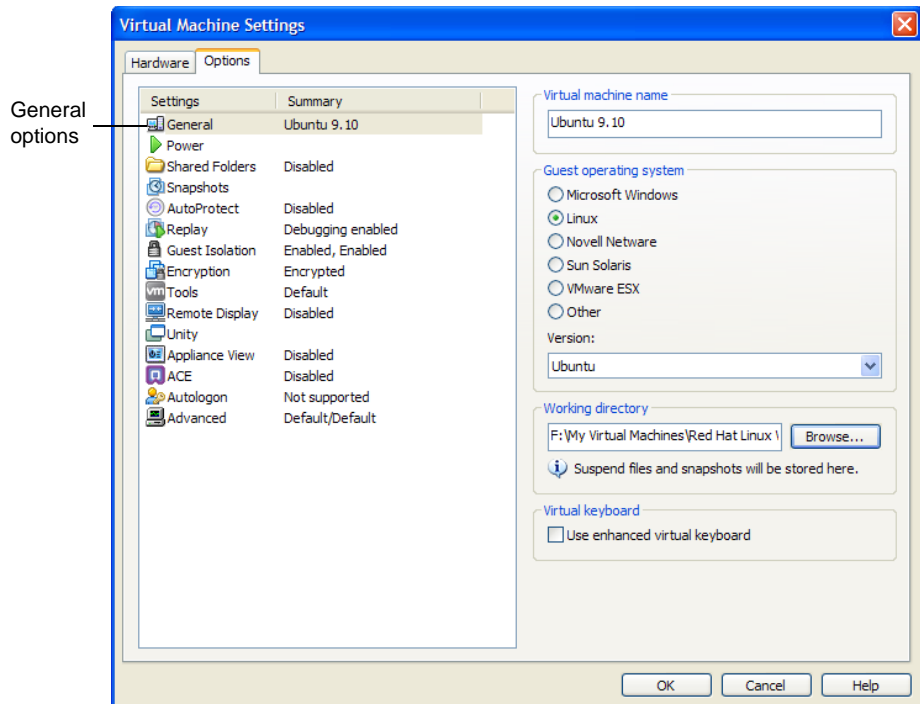 Virtual Machine Settings
Hardware Options
General
options
Settings Summary
General Ubuntu 9.10
Power
Shared Folders Disabled
Snapshots
AutoProtect Disabled
Replay Debugging enabled
Guest Isolation Enabled, Enabled
Encryption Encrypted
vm Tools Default
Remote Display Disabled
Unity
Appliance View Disabled
ACE Disabled
Autologon Not supported
Advanced Default/Default
Virtual machine name
Ubuntu 9.10
Guest operating system
Microsoft Windows
Linux
Novell Netware
Sun Solaris
VMware ESX
Other
Version:
Ubuntu
Working directory
F:\My Virtual Machines\Red Hat Linux \ Browse...
Suspend files and snapshots will be stored here.
Virtual keyboard
Use enhanced virtual keyboard
OK Cancel Help